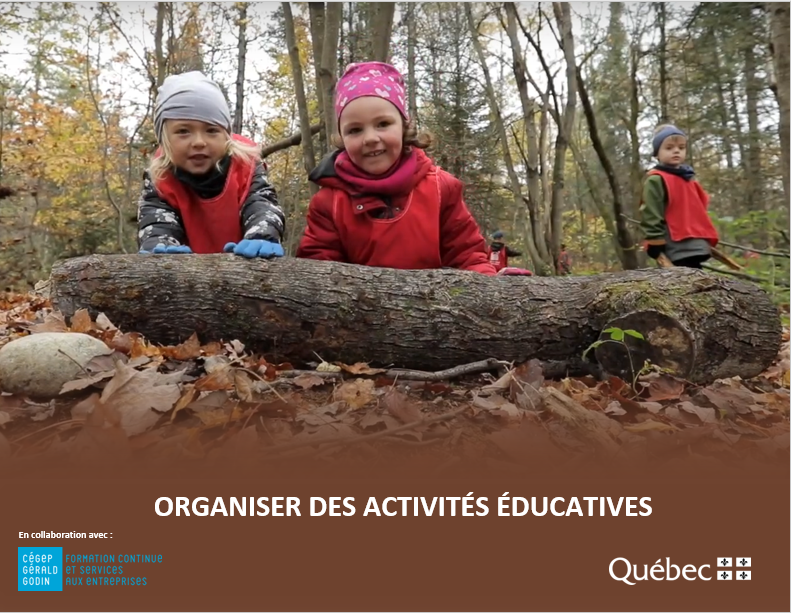 ORGANISER DES ACTIVITÉS ÉDUCATIVES
En collaboration avec :
CÉGEP
GÉRALD
GODIN
FORMATION CONTINUE
ET SERVICES
AUX ENTREPRISES
Québec